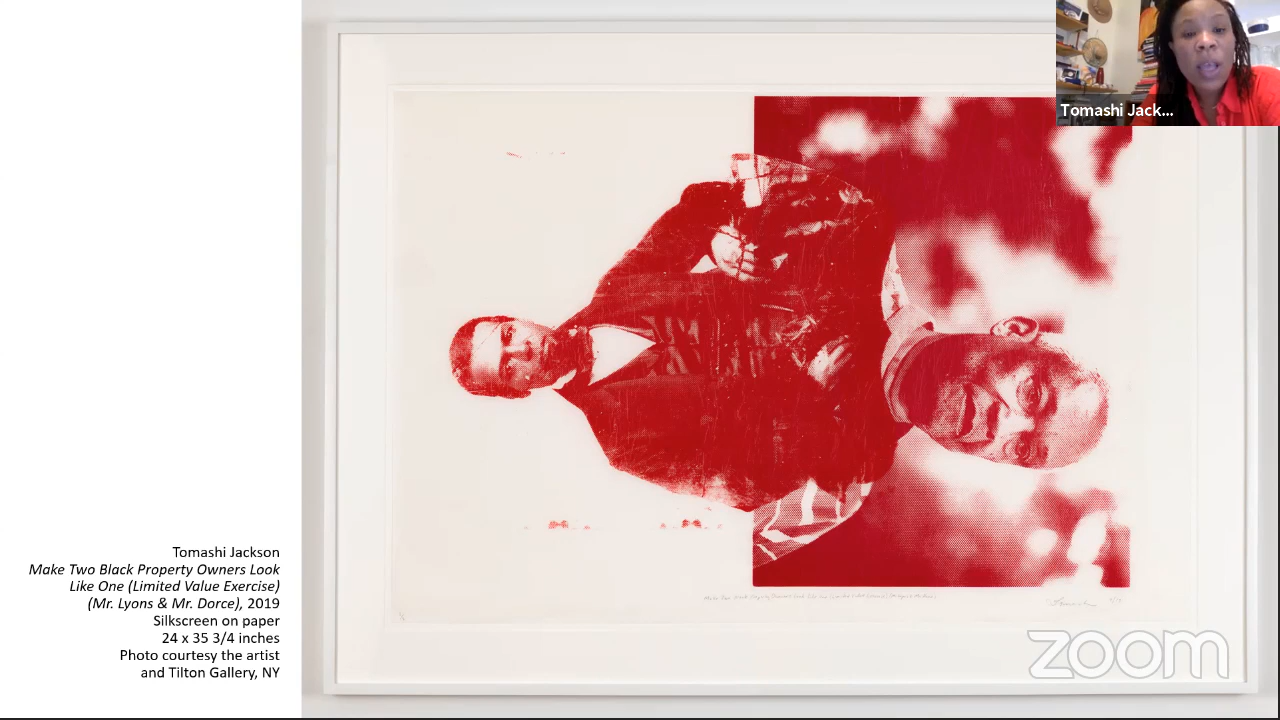 Tomashi Jack...
Tomashi Jackson
Make Two Black Property Owners Look
Like One (Limited Value Exercise)
(Mr. Lyons & Mr. Dorce), 2019
Silkscreen on paper
24 x 35 3/4 inches
Photo courtesy the artist
and Tilton Gallery, NY
zoom